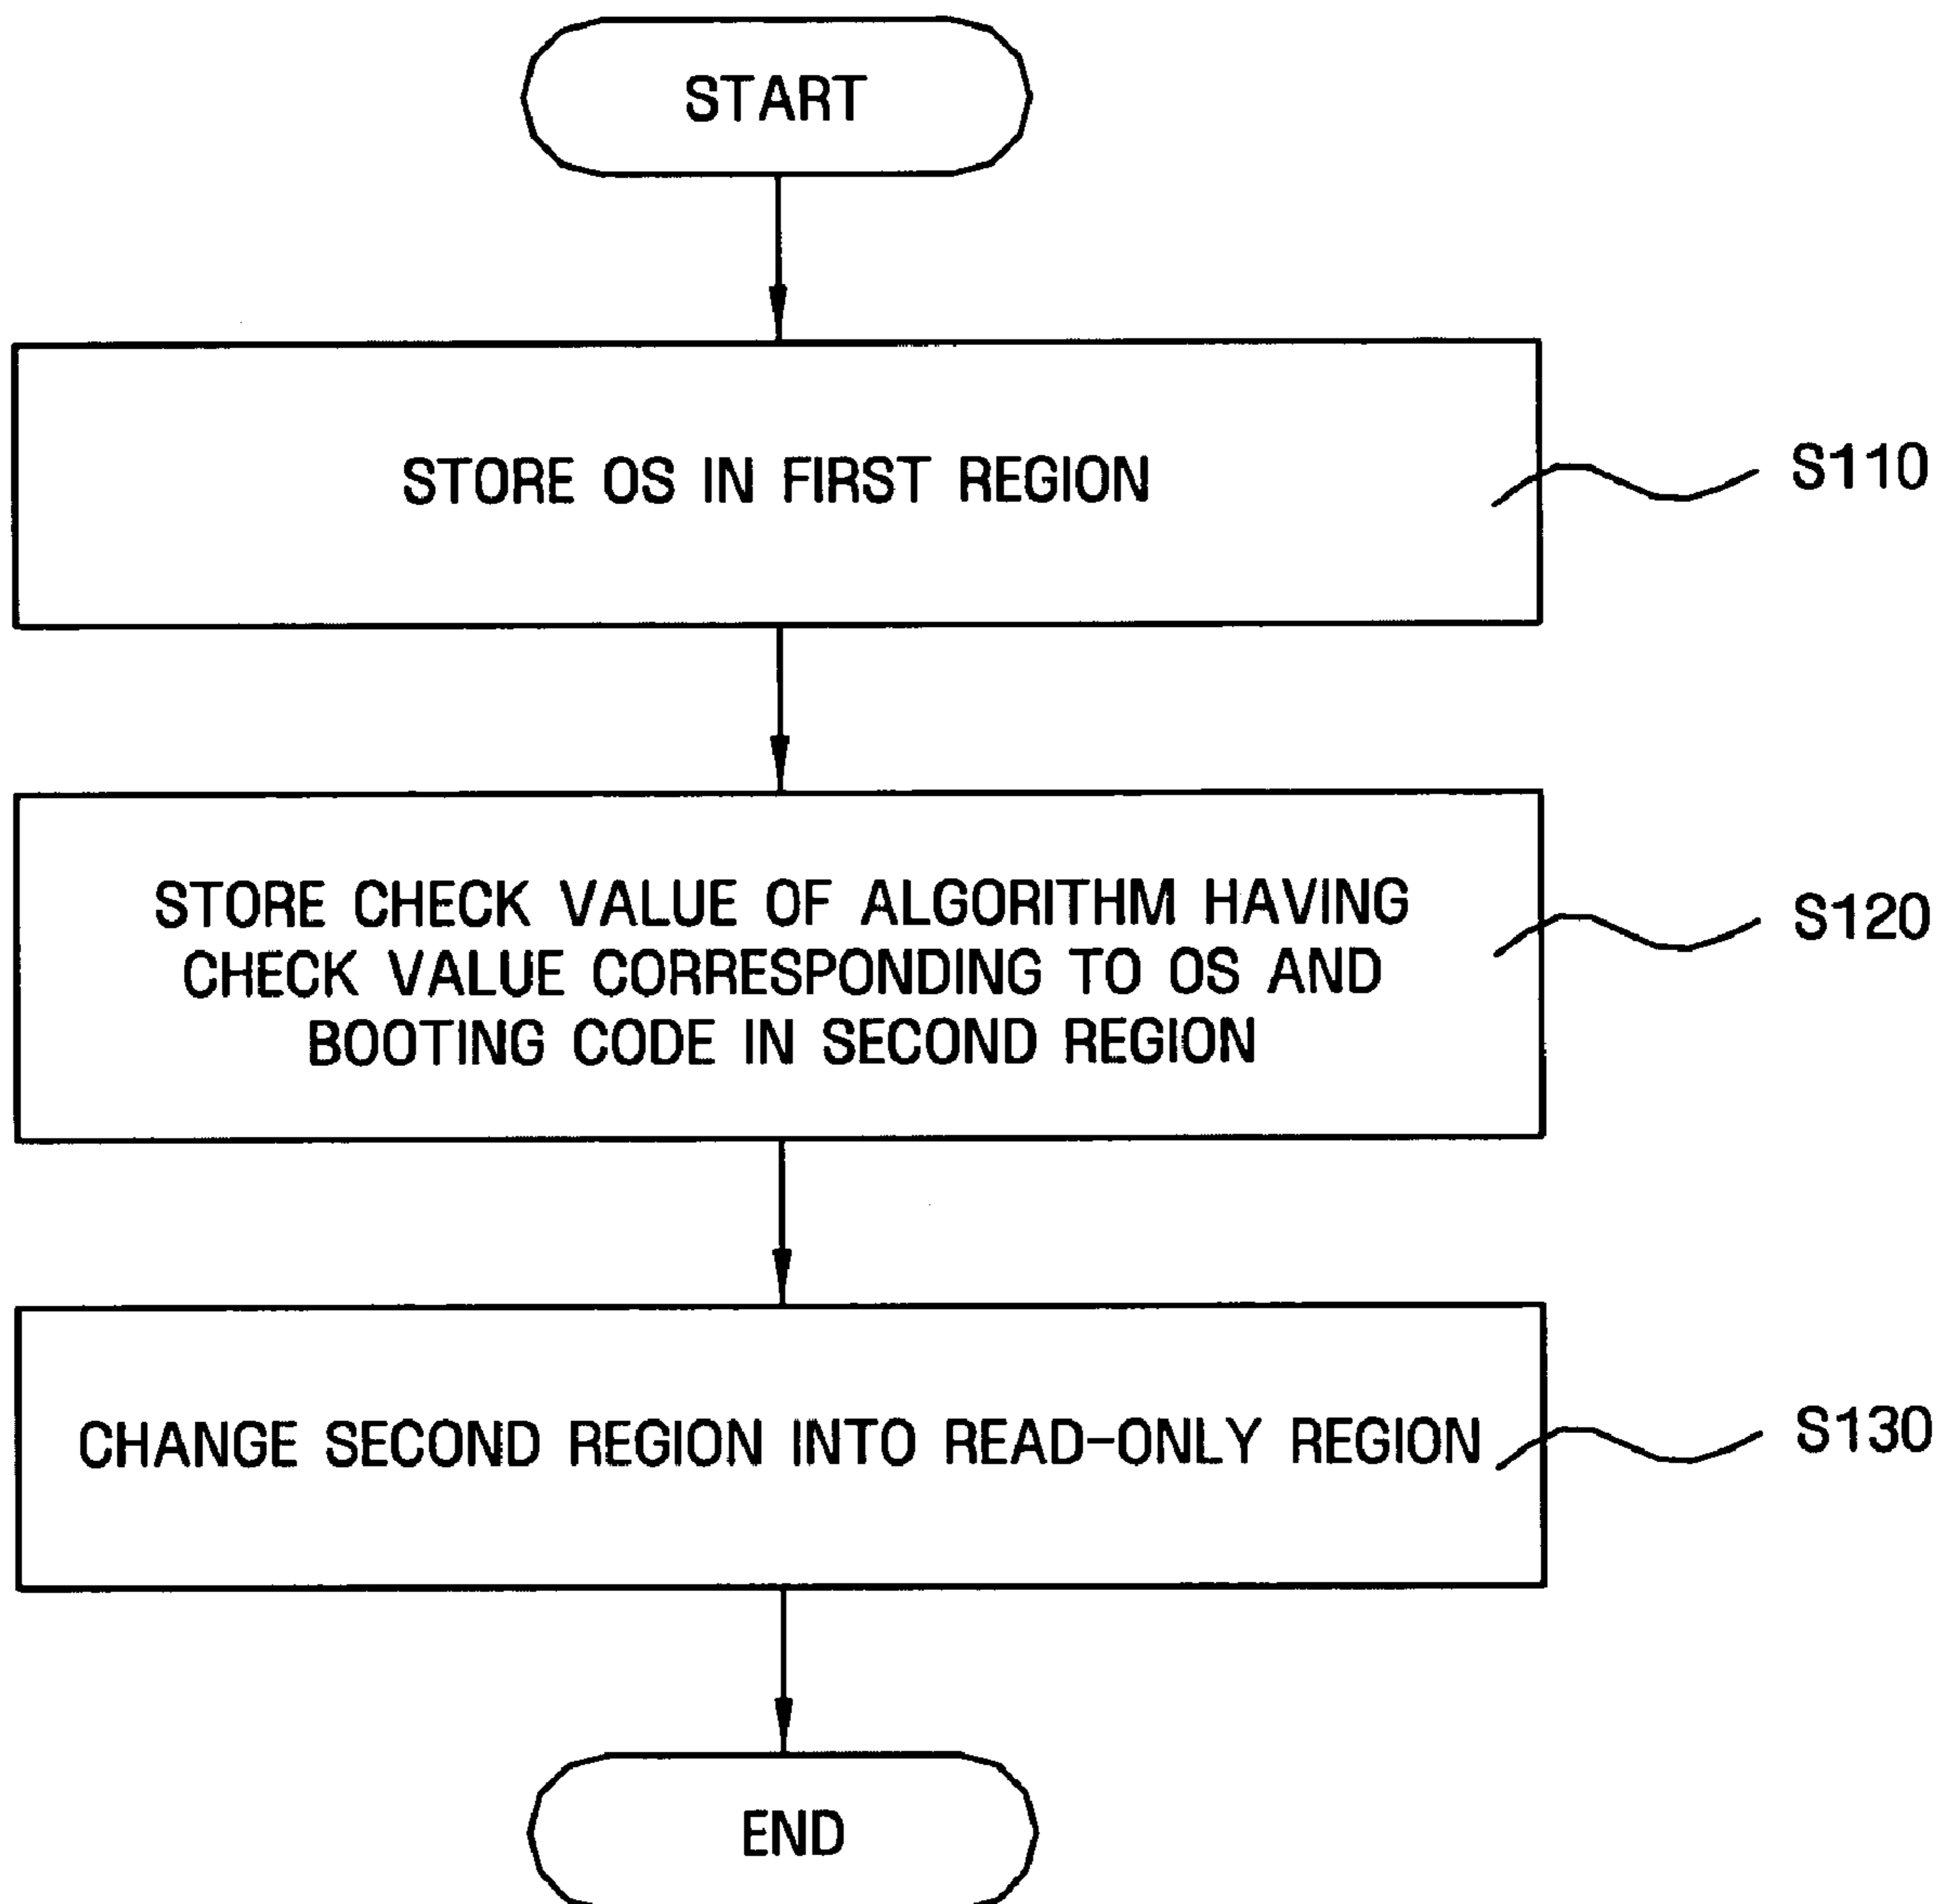 START
STORE OS IN FIRST REGION
S110
STORE CHECK VALUE OF ALGORITHM HAVING
CHECK VALUE CORRESPONDING TO OS AND
BOOTING CODE IN SECOND REGION
S120
CHANGE SECOND REGION INTO READ-ONLY REGION
S130
END